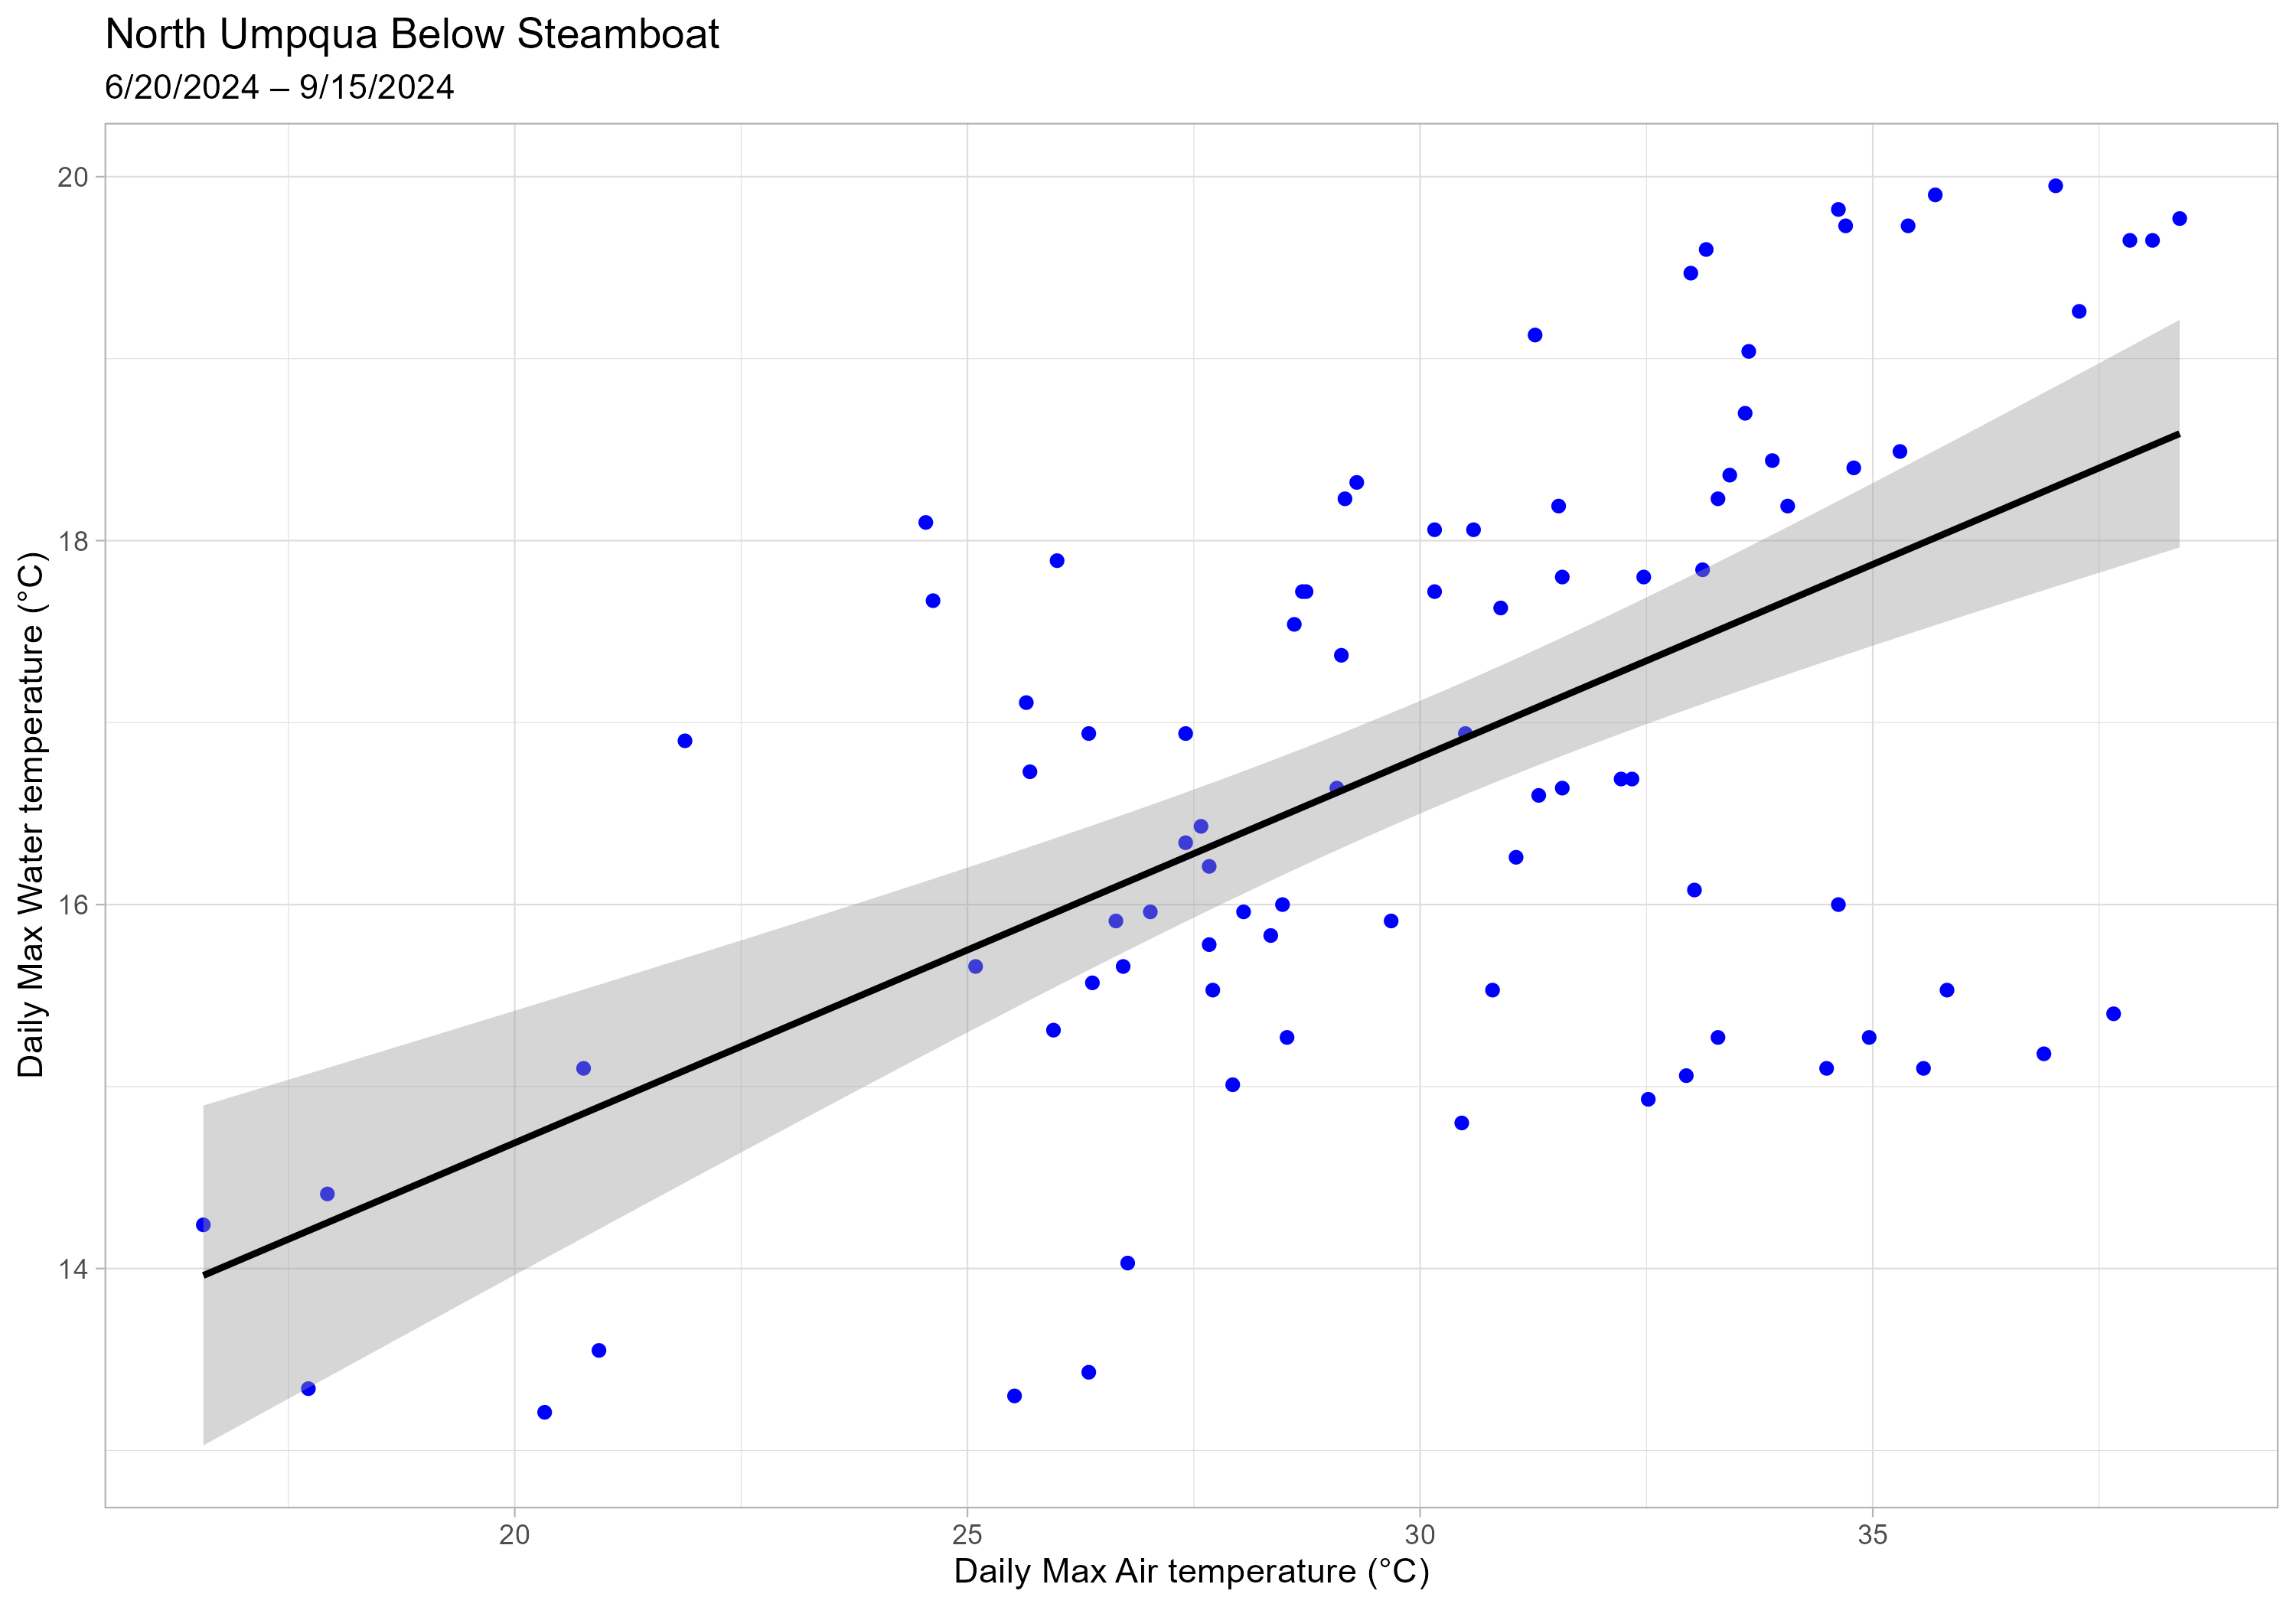 North Umpqua Below Steamboat
6/20/2024 – 9/15/2024
Daily Max Water temperature (°C)
20
18
16
14
20
25
30
35
Daily Max Air temperature (°C)